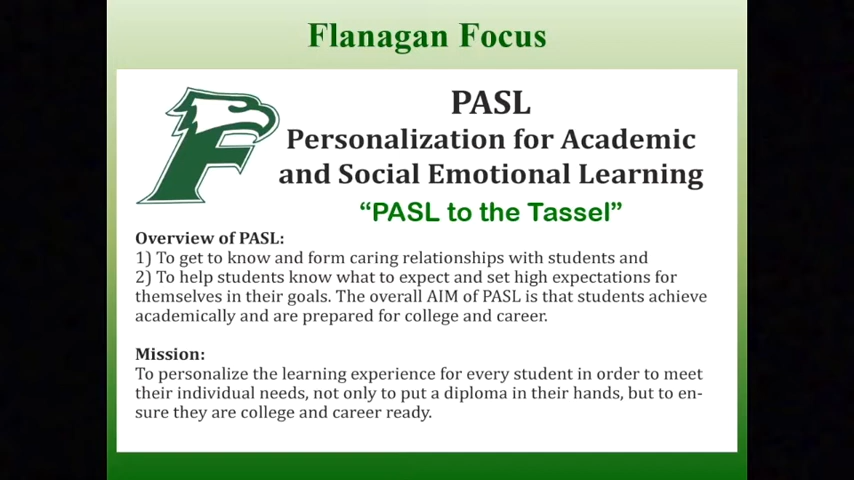 Flanagan Focus
PASL
Personalization for Academic
and Social Emotional Learning
“PASL to the Tassel”
Overview of PASL:
1) To get to know and form caring relationships with students and
2) To help students know what to expect and set high expectations for
themselves in their goals. The overall AIM of PASL is that students achieve
academically and are prepared for college and career.
Mission:
To personalize the learning experience for every student in order to meet
their individual needs, not only to put a diploma in their hands, but to en-
sure they are college and career ready.